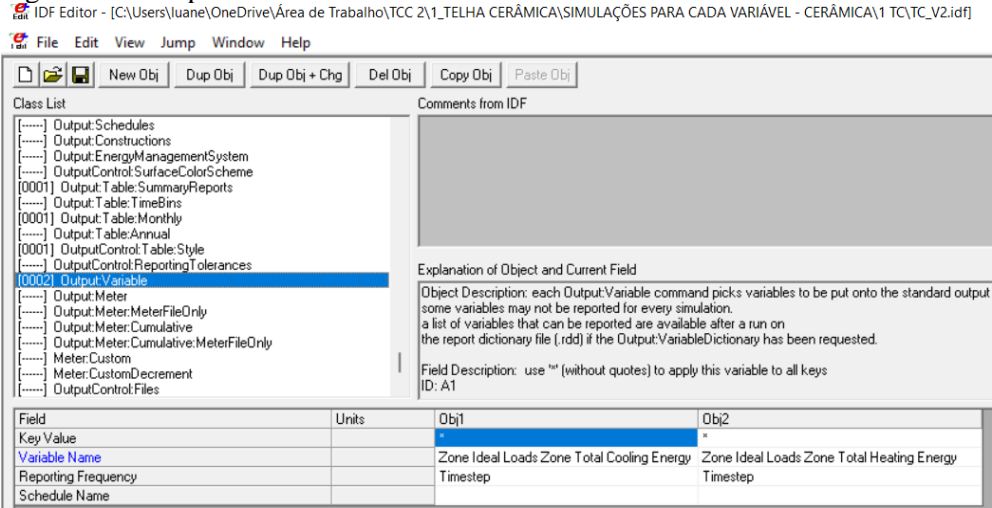 IDF Editor - [C:\Users\luane\OneDrive\Área de Trabalho\TCC 2\1_TELHA CERÂMICA\SIMULAÇÕES PARA CADA VARIÁVEL - CERÂMICA\1 TC\TC_V2.idf]
File Edit View Jump Window Help
New Obj Dup Obj Dup Obj + Chg Del Obj Copy Obj Paste Obj
Class List
Comments from IDF
[------] Output:Schedules
[------] Output:Constructions
[------] Output:EnergyManagementSystem
[------] OutputControl:SurfaceColorScheme
[0001] Output:Table:SummaryReports
[------] Output:Table:TimeBins
[0001] Output:Table:Monthly
[------] Output:Table:Annual
[0001] OutputControl:Table:Style
[------] OutputControl:ReportingTolerances
[0002] Output:Variable
[------] Output:Meter
[------] Output:Meter:MeterFileOnly
[------] Output:Meter:Cumulative
[------] Output:Meter:Cumulative:MeterFileOnly
[------] Meter:Custom
[------] Meter:CustomDecrement
[------] OutputControl:Files
Explanation of Object and Current Field
Object Description: each Output:Variable command picks variables to be put onto the standard output
some variables may not be reported for every simulation.
a list of variables that can be reported are available after a run on
the report dictionary file (.rdd) if the Output:VariableDictionary has been requested.
Field Description: use '*' (without quotes) to apply this variable to all keys
ID: A1
Field Units Obj1 Obj2
Key Value * *
Variable Name Zone Ideal Loads Zone Total Cooling Energy Zone Ideal Loads Zone Total Heating Energy
Reporting Frequency Timestep Timestep
Schedule Name